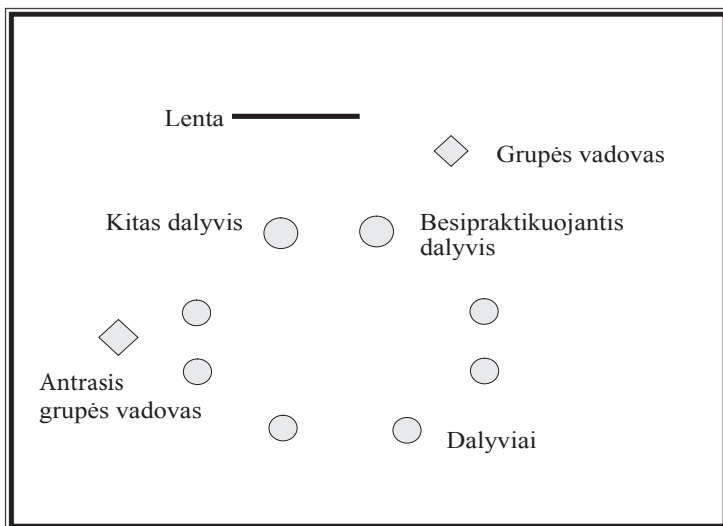 Lenta
Grupės vadovas
Kitas dalyvis
Besipraktikuojantis
dalyvis
Antrasis
grupės vadovas
Dalyviai